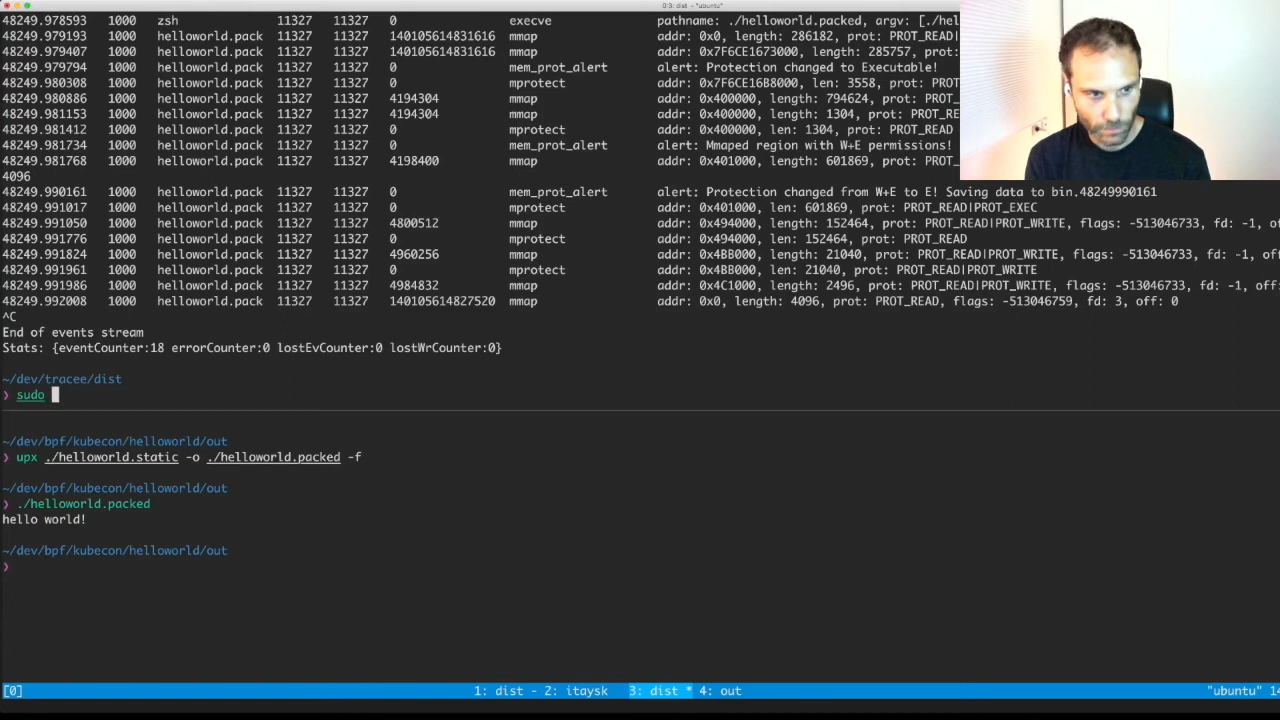 0:3: dist - "ubuntu"
48249.978593 1000 zsh 11327 11327 0 execve pathname: ./helloworld.packed, argv: [./hel
48249.979193 1000 helloworld.pack 11327 11327 140105614831616 mmap addr: 0x0, length: 286182, prot: PROT_READ
48249.979407 1000 helloworld.pack 11327 11327 140105614831616 mmap addr: 0x7F6CE1673000, length: 285757, prot:
48249.979794 1000 helloworld.pack 11327 11327 0 mem_prot_alert alert: Protection changed to Executable!
48249.980308 1000 helloworld.pack 11327 11327 0 mprotect addr: 0x7F6CE16B8000, len: 3558, prot: PROT_R
48249.980886 1000 helloworld.pack 11327 11327 4194304 mmap addr: 0x400000, length: 794624, prot: PROT_
48249.981153 1000 helloworld.pack 11327 11327 4194304 mmap addr: 0x400000, length: 1304, prot: PROT_
48249.981412 1000 helloworld.pack 11327 11327 0 mprotect addr: 0x400000, len: 1304, prot: PROT_READ
48249.981734 1000 helloworld.pack 11327 11327 0 mem_prot_alert alert: Mmaped region with W+E permissions!
48249.981768 1000 helloworld.pack 11327 11327 4198400 mmap addr: 0x401000, length: 601869, prot: PROT_
4096
48249.990161 1000 helloworld.pack 11327 11327 0 mem_prot_alert alert: Protection changed from W+E to E! Saving data to bin.48249990161
48249.991017 1000 helloworld.pack 11327 11327 0 mprotect addr: 0x401000, len: 601869, prot: PROT_READ|PROT_EXEC
48249.991050 1000 helloworld.pack 11327 11327 4800512 mmap addr: 0x494000, length: 152464, prot: PROT_READ|PROT_WRITE, flags: -513046733, fd: -1, o
48249.991776 1000 helloworld.pack 11327 11327 0 mprotect addr: 0x494000, len: 152464, prot: PROT_READ
48249.991824 1000 helloworld.pack 11327 11327 4960256 mmap addr: 0x4BB000, length: 21040, prot: PROT_READ|PROT_WRITE, flags: -513046733, fd: -1, of
48249.991961 1000 helloworld.pack 11327 11327 0 mprotect addr: 0x4BB000, len: 21040, prot: PROT_READ|PROT_WRITE
48249.991986 1000 helloworld.pack 11327 11327 4984832 mmap addr: 0x4C1000, length: 2496, prot: PROT_READ|PROT_WRITE, flags: -513046733, fd: -1, off:
48249.992008 1000 helloworld.pack 11327 11327 140105614827520 mmap addr: 0x0, length: 4096, prot: PROT_READ, flags: -513046759, fd: 3, off: 0
^C
End of events stream
Stats: {eventCounter:18 errorCounter:0 lostEvCounter:0 lostWrCounter:0}
~/dev/tracee/dist
❯ sudo
~/dev/bpf/kubecon/helloworld/out
❯ upx ./helloworld.static -o ./helloworld.packed -f
~/dev/bpf/kubecon/helloworld/out
❯ ./helloworld.packed
hello world!
~/dev/bpf/kubecon/helloworld/out
❯
[0] 1: dist - 2: itaysk 3: dist * 4: out "ubuntu" 14